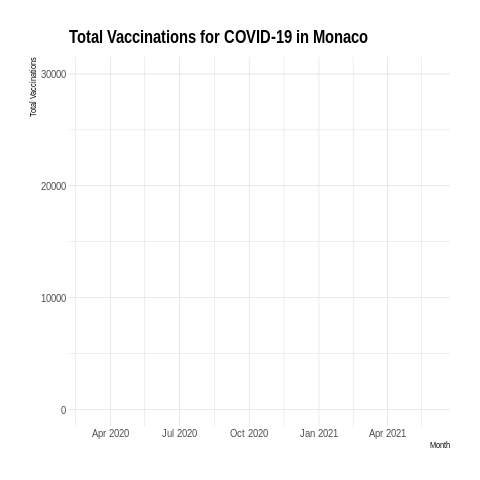 Total Vaccinations for COVID-19 in Monaco
Total Vaccinations
30000
20000
10000
0
Apr 2020 Jul 2020 Oct 2020 Jan 2021 Apr 2021
Month